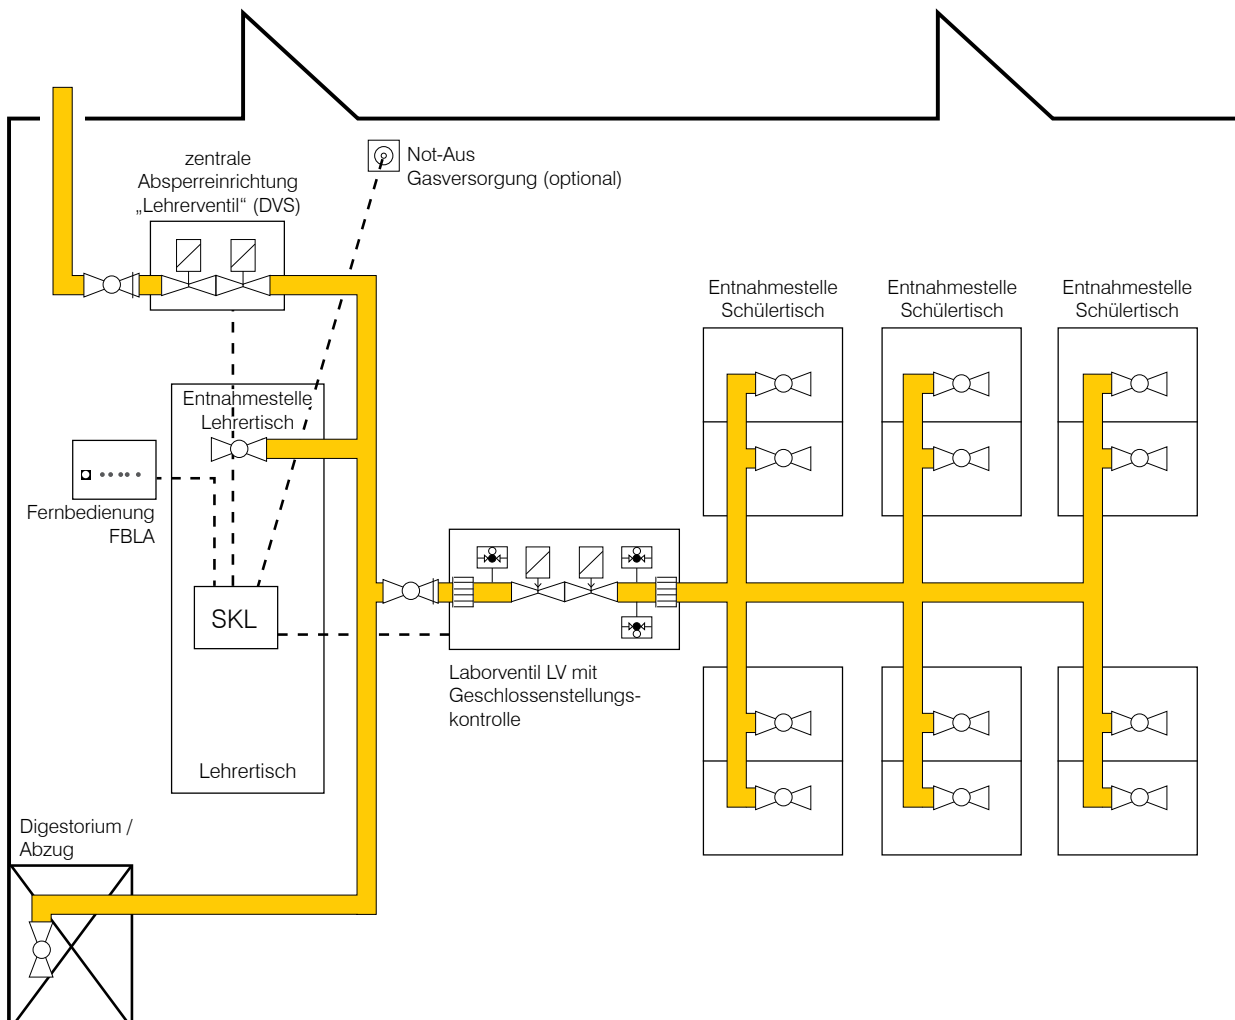 zentrale
Absperreinrichtung
„Lehrerventil“ (DVS)
Not-Aus
Gasversorgung (optional)
Entnahmestelle
Schülertisch
Entnahmestelle
Schülertisch
Entnahmestelle
Schülertisch
Entnahmestelle
Lehrertisch
Fernbedienung
FBLA
SKL
Laborventil LV mit
Geschlossenstellungs-
kontrolle
Lehrertisch
Digestorium /
Abzug